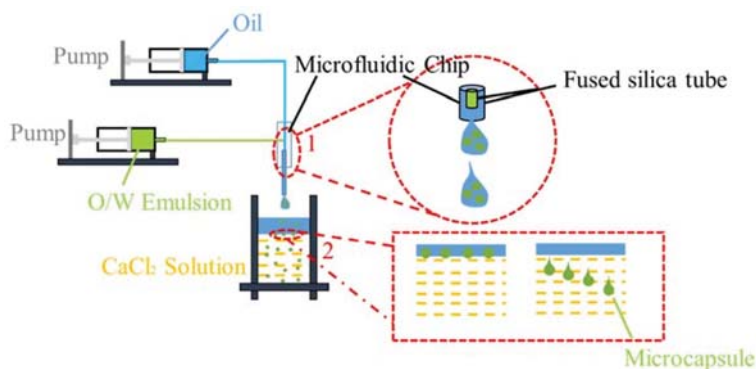 Oil
Pump
Microfluidic Chip
Fused silica tube
1
Pump
O/W Emulsion
CaCl₂ Solution
2
Microcapsule